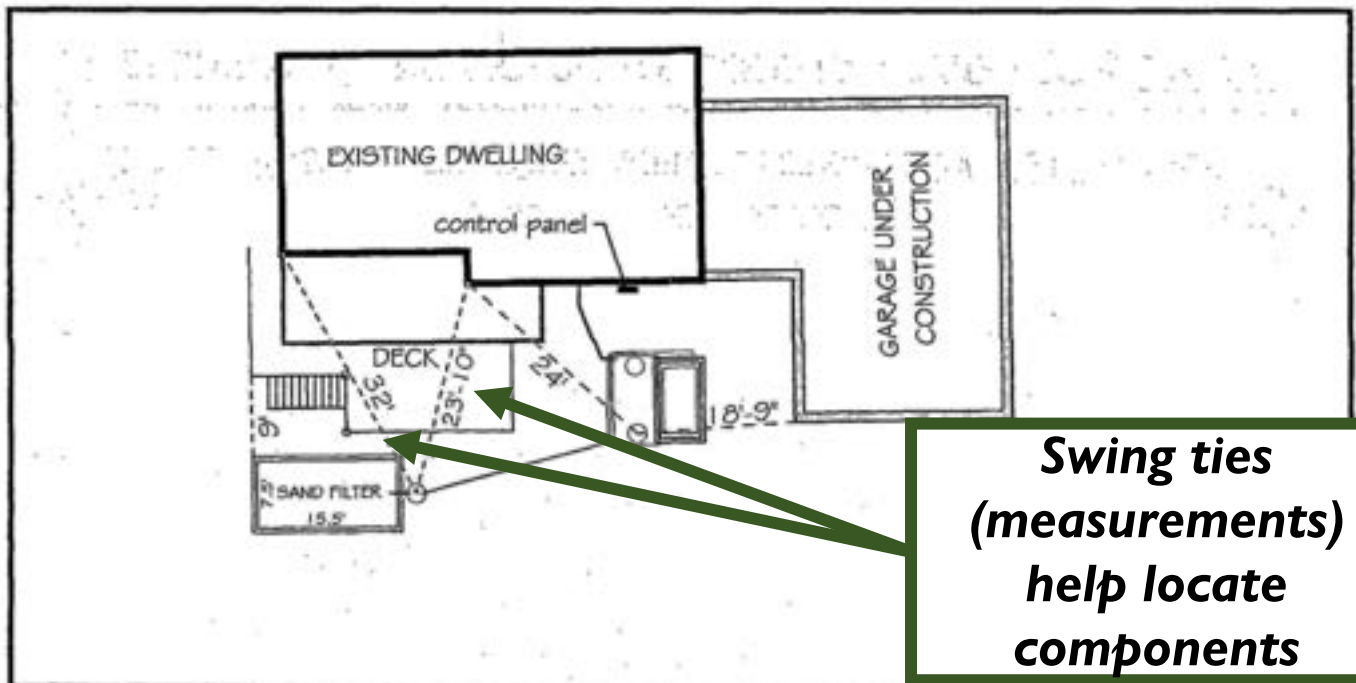 EXISTING DWELLING
control panel
GARAGE UNDER
CONSTRUCTION
DECK
32'
23'-10"
24'
18'-9"
SAND FILTER
15.5'
Swing ties
(measurements)
help locate
components